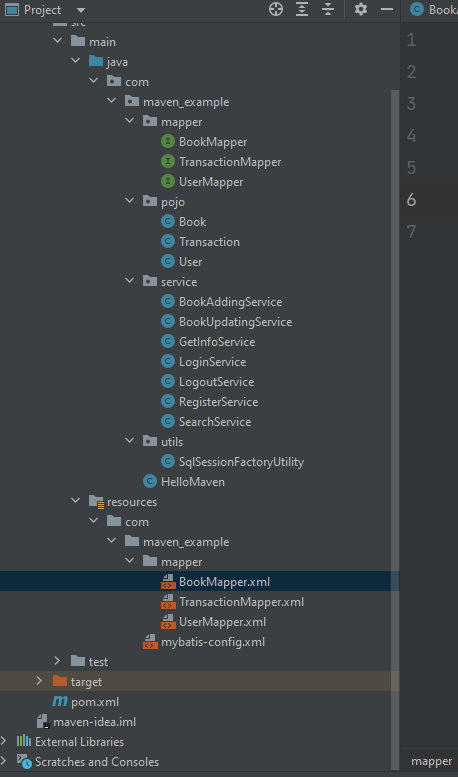 Project
BookA
src
main
java
com
maven_example
mapper
BookMapper
TransactionMapper
UserMapper
pojo
Book
Transaction
User
service
BookAddingService
BookUpdatingService
GetInfoService
LoginService
LogoutService
RegisterService
SearchService
utils
SqlSessionFactoryUtility
HelloMaven
resources
com
maven_example
mapper
BookMapper.xml
TransactionMapper.xml
UserMapper.xml
mybatis-config.xml
test
target
pom.xml
maven-idea.iml
External Libraries
Scratches and Consoles
1
2
3
4
5
6
7
mapper